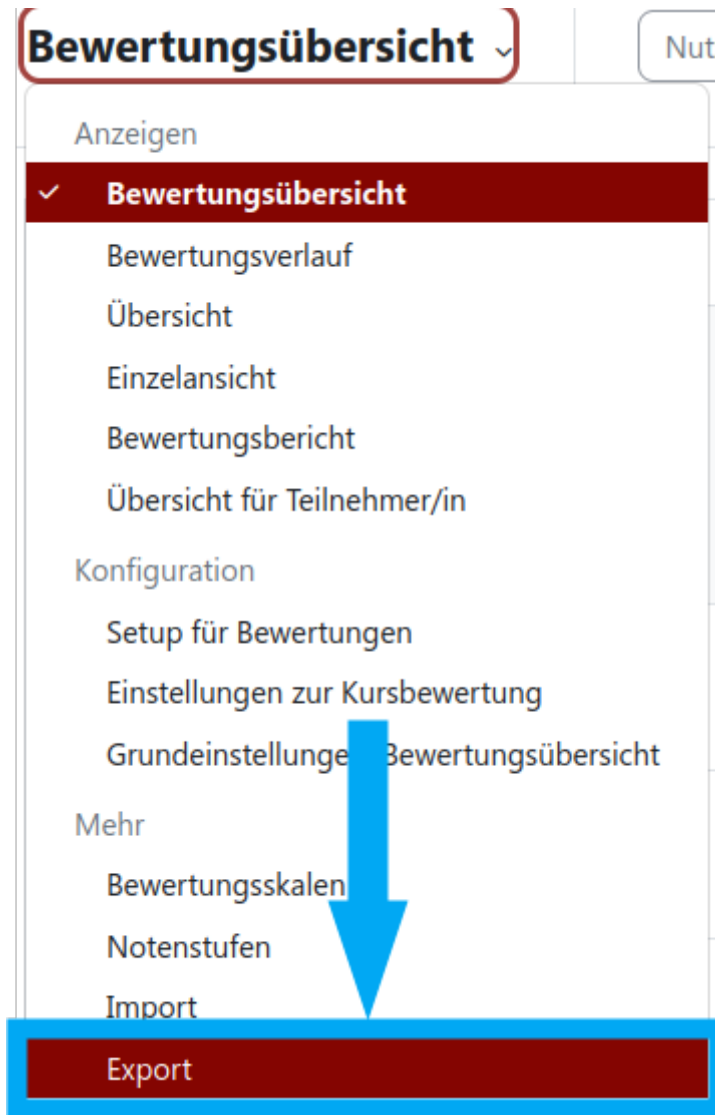 Bewertungsübersicht
Nut
Anzeigen
Bewertungsübersicht
Bewertungsverlauf
Übersicht
Einzelansicht
Bewertungsbericht
Übersicht für Teilnehmer/in
Konfiguration
Setup für Bewertungen
Einstellungen zur Kursbewertung
Grundeinstellunge Bewertungsübersicht
Mehr
Bewertungsskalen
Notenstufen
Import
Export